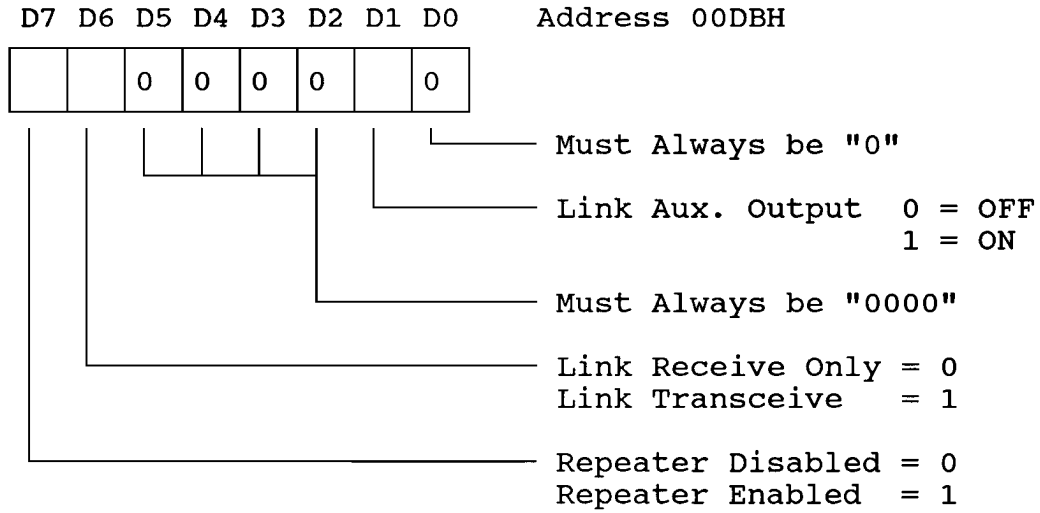 D7 D6 D5 D4 D3 D2 D1 D0 Address 00DBH
0 0 0 0 0
Must Always be "0"
Link Aux. Output 0 = OFF
1 = ON
Must Always be "0000"
Link Receive Only = 0
Link Transceive = 1
Repeater Disabled = 0
Repeater Enabled = 1